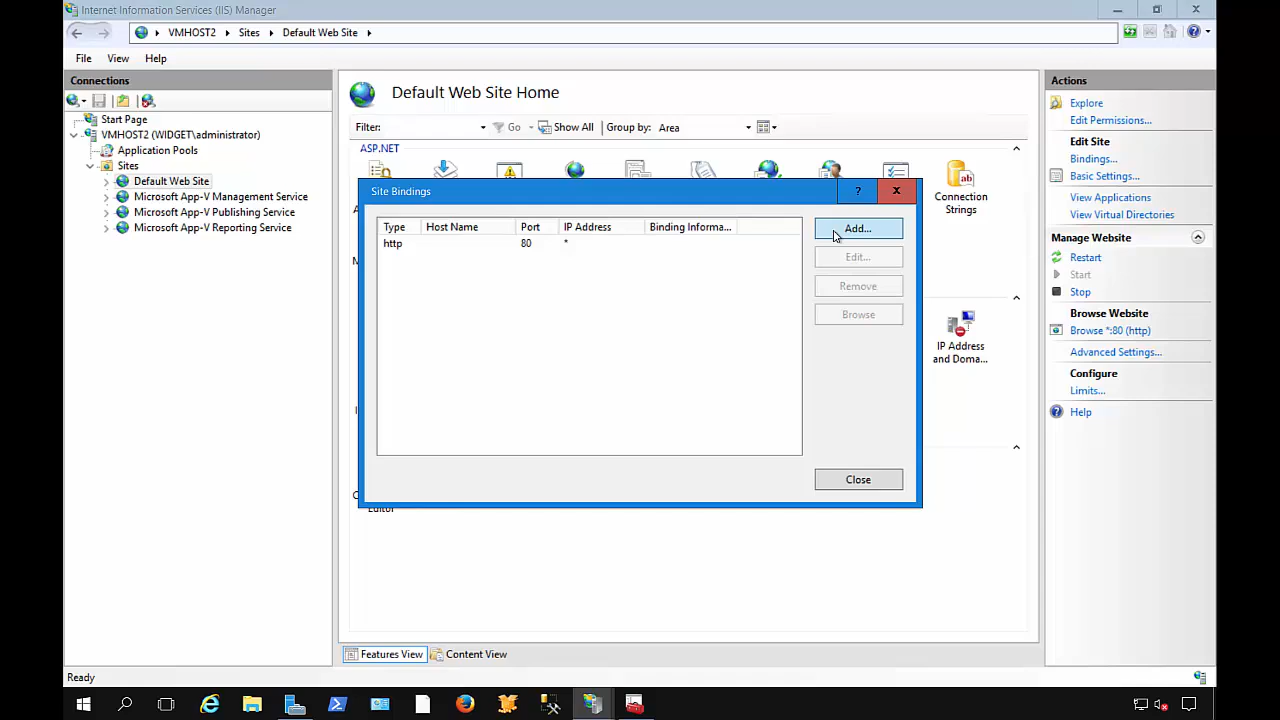 Internet Information Services (IIS) Manager
VMHOST2 Sites Default Web Site
File View Help
Connections
Start Page
VMHOST2 (WIDGET\administrator)
Application Pools
Sites
Default Web Site
Microsoft App-V Management Service
Microsoft App-V Publishing Service
Microsoft App-V Reporting Service
Default Web Site Home
Filter: Go Show All Group by: Area
ASP.NET
Connection
Strings
IP Address
and Doma...
Editor
Site Bindings
Type Host Name Port IP Address Binding Informa...
http 80 *
Add...
Edit...
Remove
Browse
Close
Features View Content View
Actions
Explore
Edit Permissions...
Edit Site
Bindings...
Basic Settings...
View Applications
View Virtual Directories
Manage Website
Restart
Start
Stop
Browse Website
Browse *:80 (http)
Advanced Settings...
Configure
Limits...
Help
Ready